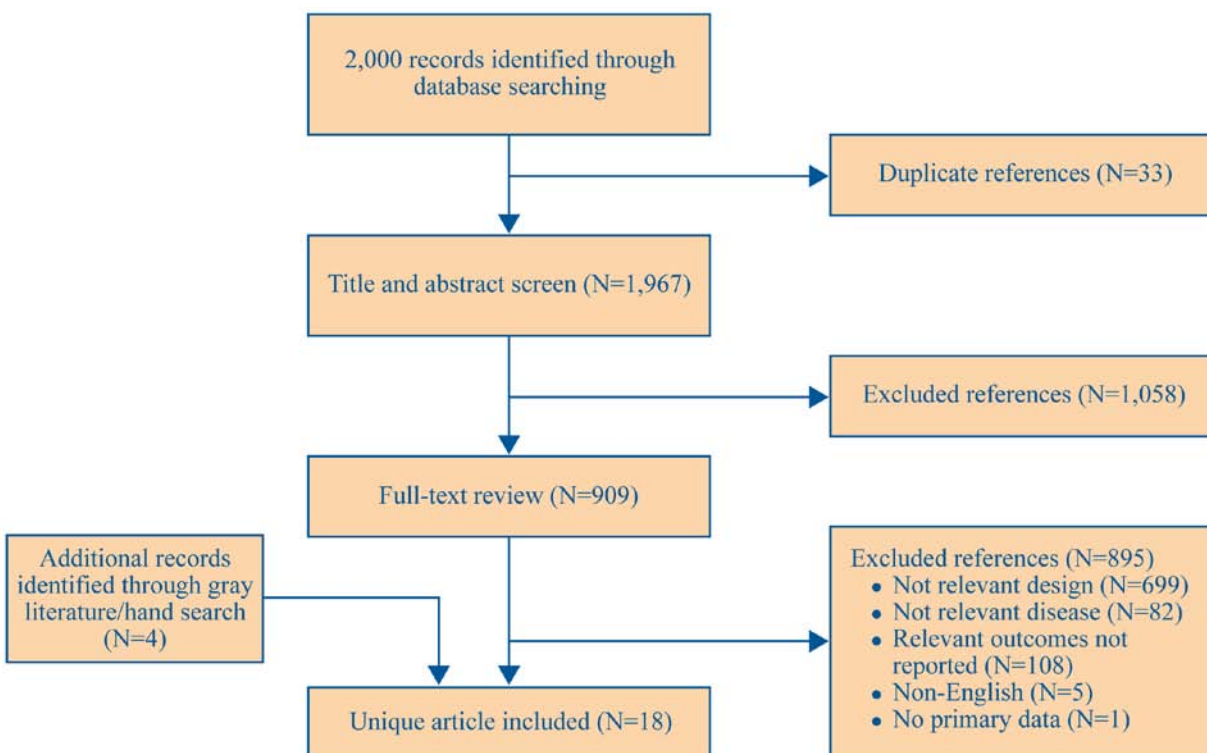 2,000 records identified through
database searching
Duplicate references (N=33)
Title and abstract screen (N=1,967)
Excluded references (N=1,058)
Full-text review (N=909)
Additional records
identified through gray
literature/hand search
(N=4)
Excluded references (N=895)
• Not relevant design (N=699)
• Not relevant disease (N=82)
• Relevant outcomes not
reported (N=108)
• Non-English (N=5)
• No primary data (N=1)
Unique article included (N=18)